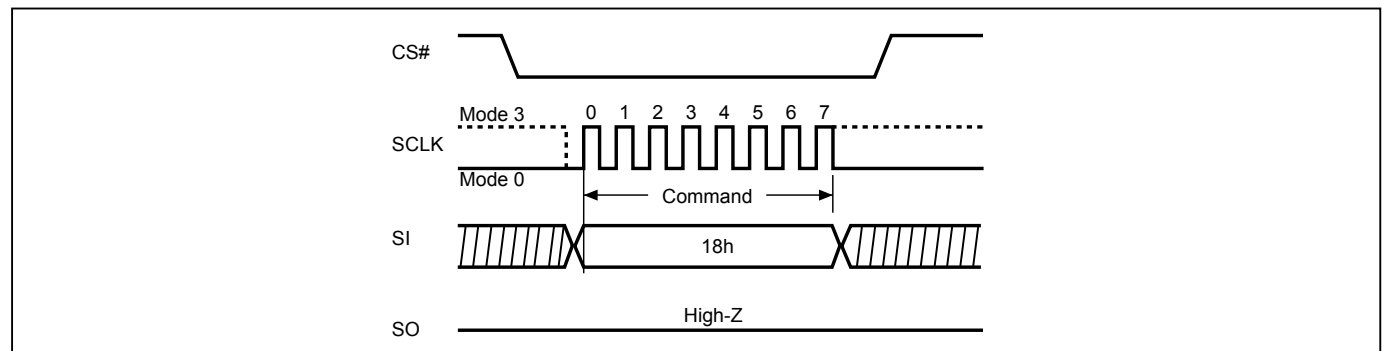 CS#
Mode 3 0 1 2 3 4 5 6 7
SCLK
Mode 0
Command
SI 18h
High-Z
SO